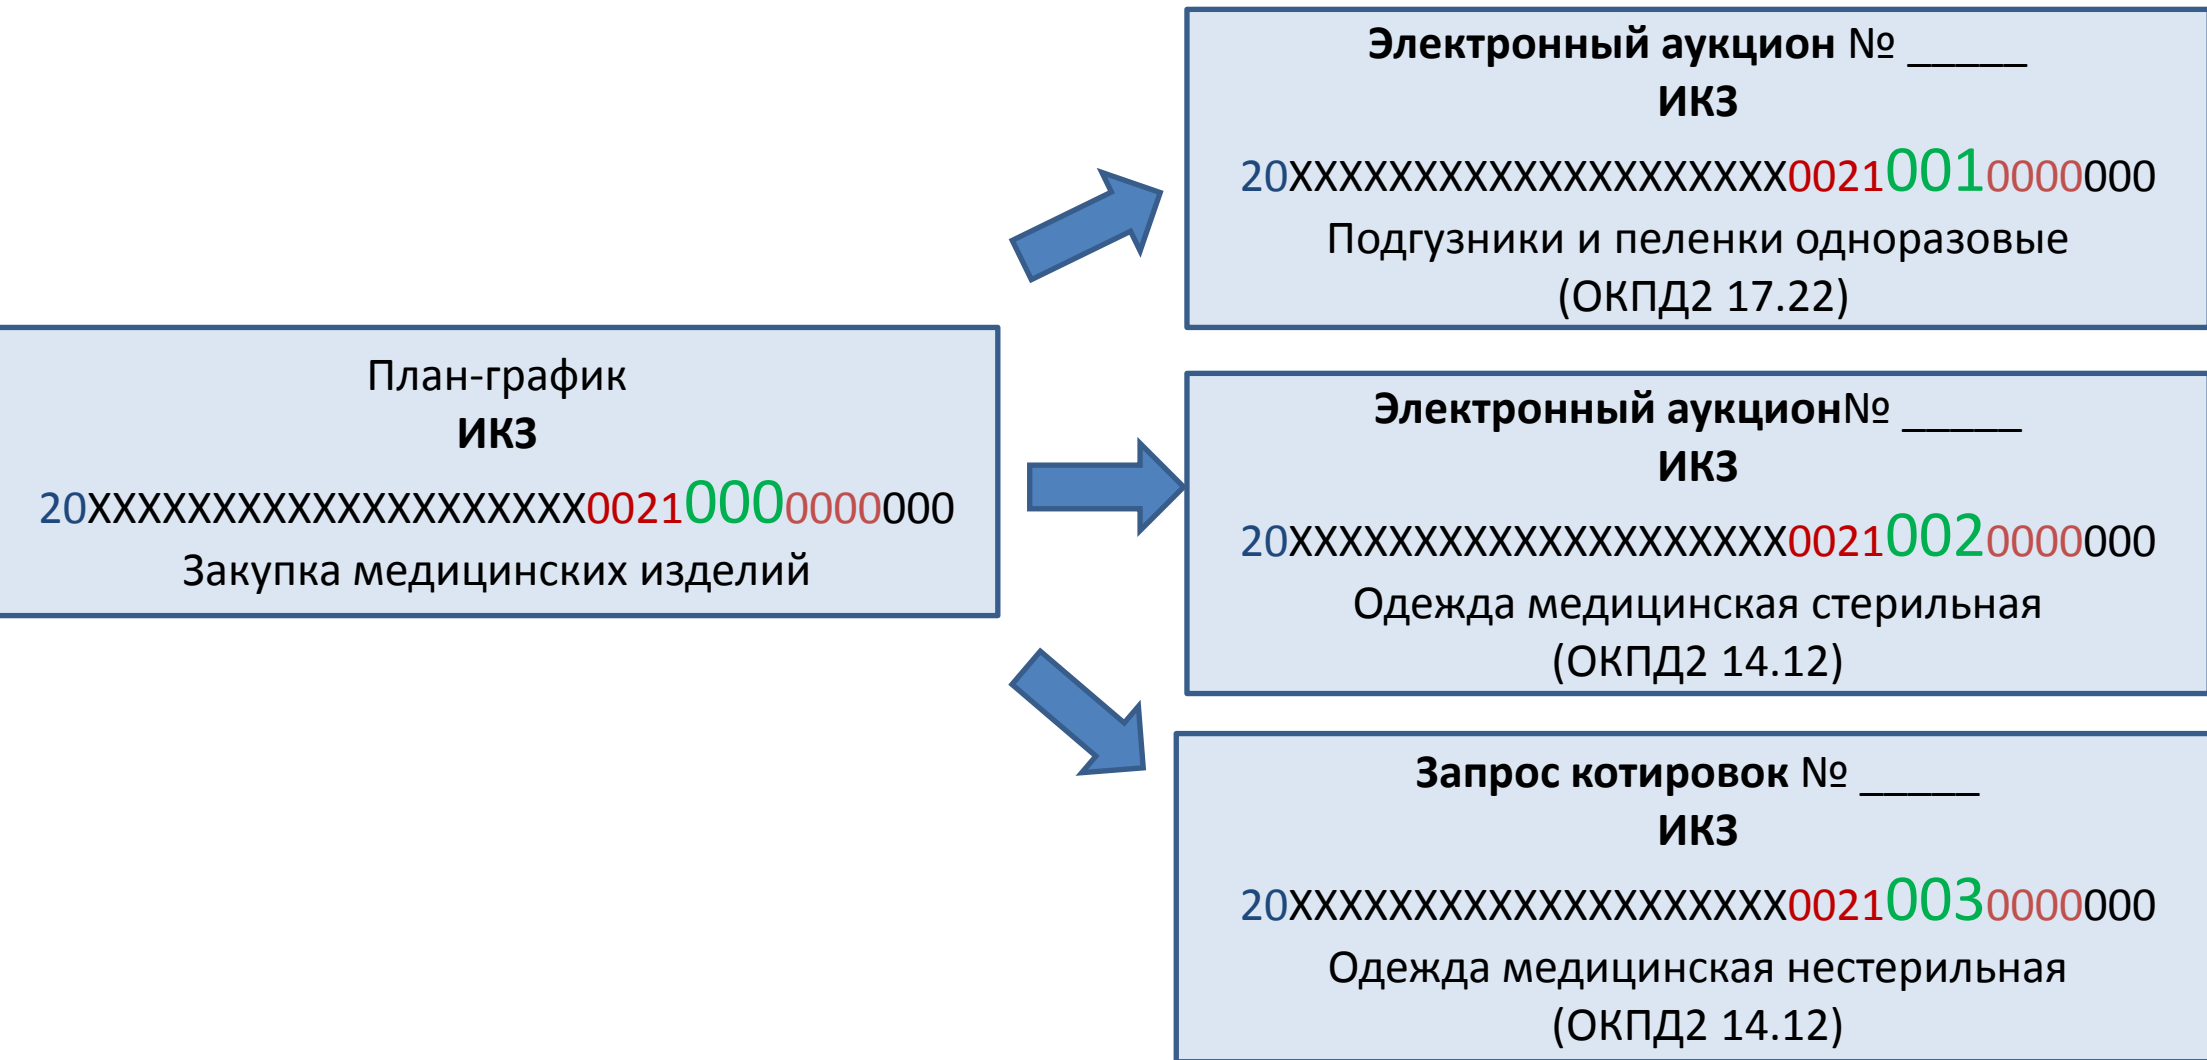 План-график
ИКЗ
20XXXXXXXXXXXXXXXXXXXX00210000000000
Закупка медицинских изделий
Электронный аукцион № _____
ИКЗ
20XXXXXXXXXXXXXXXXXXXX00210010000000
Подгузники и пеленки одноразовые
(ОКПД2 17.22)
Электронный аукцион№ _____
ИКЗ
20XXXXXXXXXXXXXXXXXXXX00210020000000
Одежда медицинская стерильная
(ОКПД2 14.12)
Запрос котировок № _____
ИКЗ
20XXXXXXXXXXXXXXXXXXXX00210030000000
Одежда медицинская нестерильная
(ОКПД2 14.12)